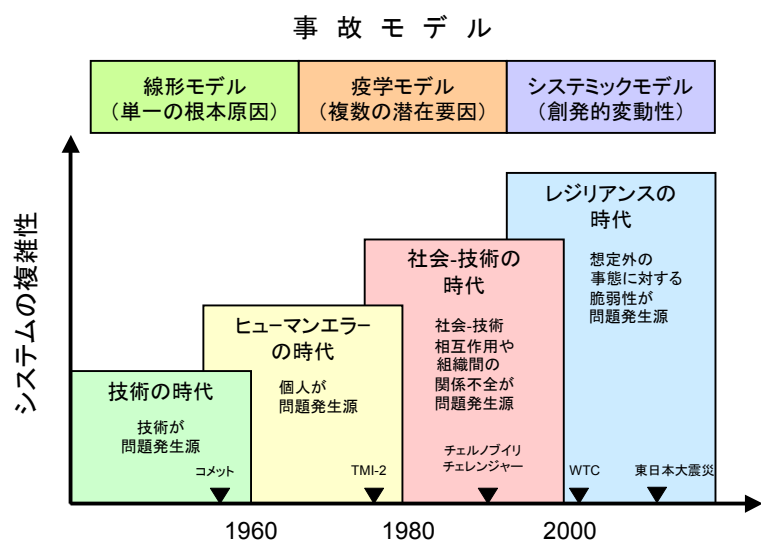 事故モデル
線形モデル
（単一の根本原因）
疫学モデル
（複数の潜在要因）
システミックモデル
（創発的変動性）
システムの複雑性
技術の時代
技術が
問題発生源
コメット
ヒューマンエラー
の時代
個人が
問題発生源
TMI-2
社会-技術の
時代
社会-技術
相互作用や
組織間の
関係不全が
問題発生源
チェルノブイリ
チェレンジャー
レジリアンスの
時代
想定外の
事態に対する
脆弱性が
問題発生源
WTC
東日本大震災
1960
1980
2000